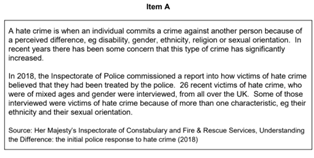 Item A
A hate crime is when an individual commits a crime against another person because of
a perceived difference, eg disability, gender, ethnicity, religion or sexual orientation. In
recent years there has been some concern that this type of crime has significantly
increased.
In 2018, the Inspectorate of Police commissioned a report into how victims of hate crime
believed that they had been treated by the police. 26 recent victims of hate crime, who
were of mixed ages and gender were interviewed, from all over the UK. Some of those
interviewed were victims of hate crime because of more than one characteristic, eg their
ethnicity and their sexual orientation.
Source: Her Majesty's Inspectorate of Constabulary and Fire & Rescue Services, Understanding
the Difference: the initial police response to hate crime (2018)